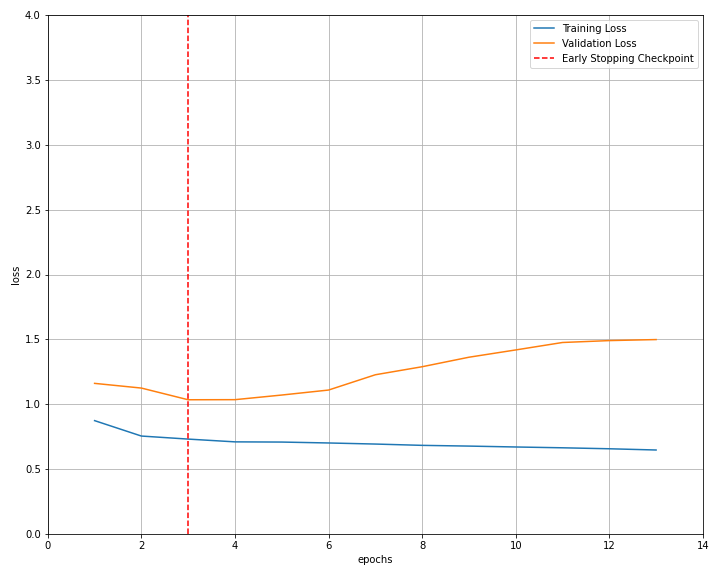 4.0
3.5
3.0
2.5
2.0
1.5
1.0
0.5
0.0
loss
Training Loss
Validation Loss
Early Stopping Checkpoint
0 2 4 6 8 10 12 14
epochs